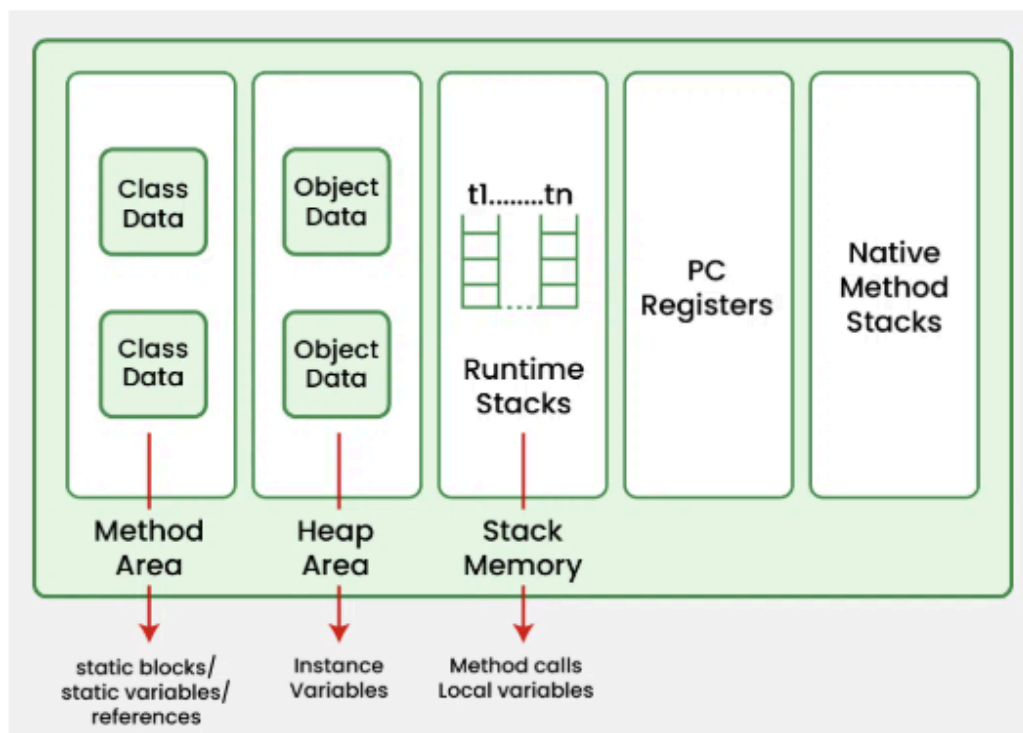 Class
Data
Class
Data
Object
Data
Object
Data
t1........tn
Runtime
Stacks
PC
Registers
Native
Method
Stacks
Method
Area
Heap
Area
Stack
Memory
static blocks/
static variables/
references
Instance
Variables
Method calls
Local variables